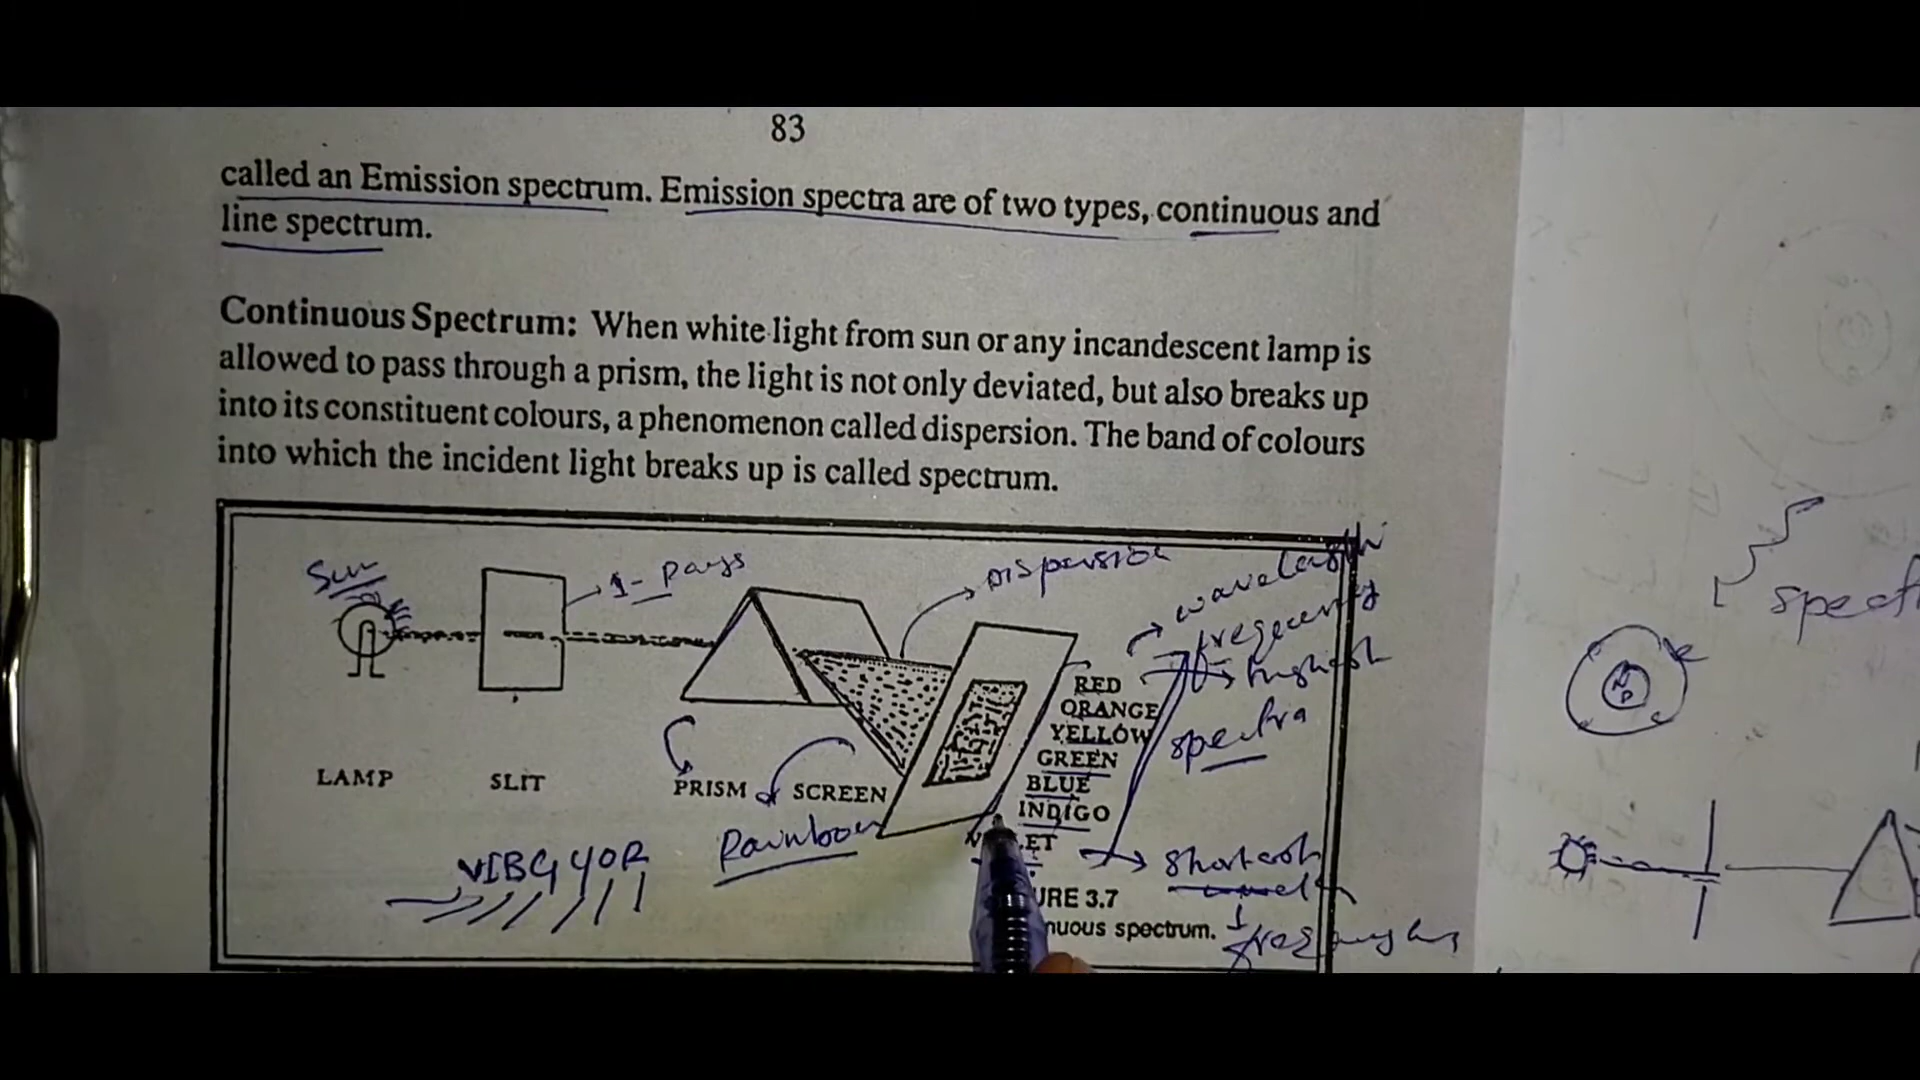 83
called an Emission spectrum. Emission spectra are of two types, continuous and
line spectrum.
Continuous Spectrum: When white light from sun or any incandescent lamp is
allowed to pass through a prism, the light is not only deviated, but also breaks up
into its constituent colours, a phenomenon called dispersion. The band of colours
into which the incident light breaks up is called spectrum.
Sun
1- Rays
Dispersion
wavelength
RED
ORANGE
YELLOW
GREEN
BLUE
INDIGO
ET
spectra
LAMP
SLIT
PRISM
SCREEN
Rainbow
VIBGYOR
URE 3.7
nuous spectrum.